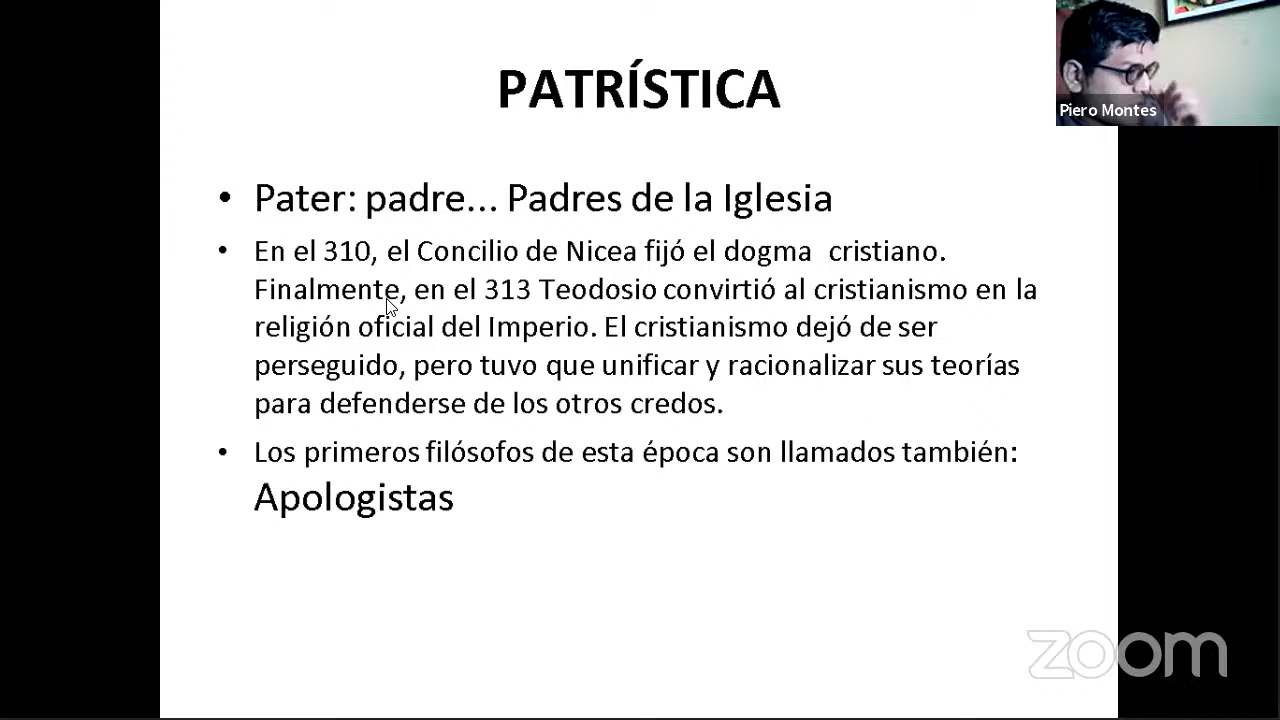 PATRÍSTICA
Piero Montes
• Pater: padre... Padres de la Iglesia
• En el 310, el Concilio de Nicea fijó el dogma cristiano.
Finalmente, en el 313 Teodosio convirtió al cristianismo en la
religión oficial del Imperio. El cristianismo dejó de ser
perseguido, pero tuvo que unificar y racionalizar sus teorías
para defenderse de los otros credos.
• Los primeros filósofos de esta época son llamados también:
Apologistas
zoom